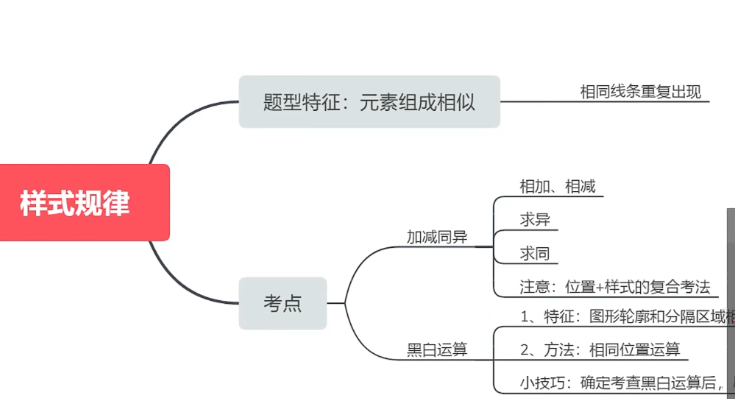 题型特征：元素组成相似
相同线条重复出现
样式规律
考点
加减同异
相加、相减
求异
求同
注意：位置+样式的复合考法
黑白运算
1、特征：图形轮廓和分隔区域相
2、方法：相同位置运算
小技巧：确定考查黑白运算后，